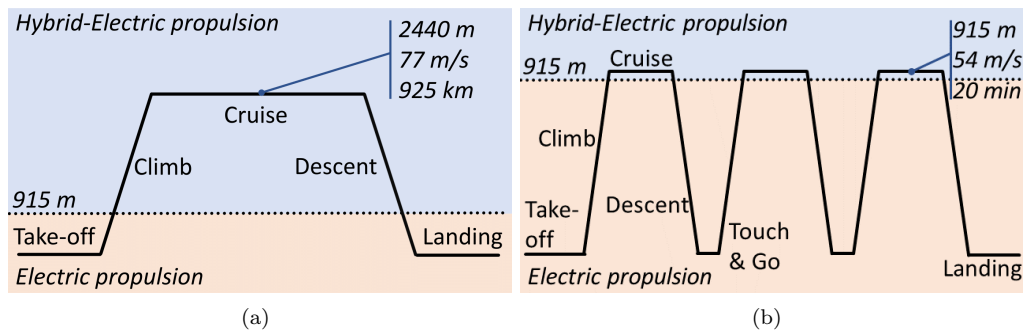 Hybrid-Electric propulsion
2440 m
77 m/s
925 km
Cruise
Climb
Descent
915 m
Take-off
Landing
Electric propulsion
(a)
Hybrid-Electric propulsion
915 m
54 m/s
20 min
915 m
Cruise
Climb
Take-
off
Descent
Touch
& Go
Landing
Electric propulsion
(b)